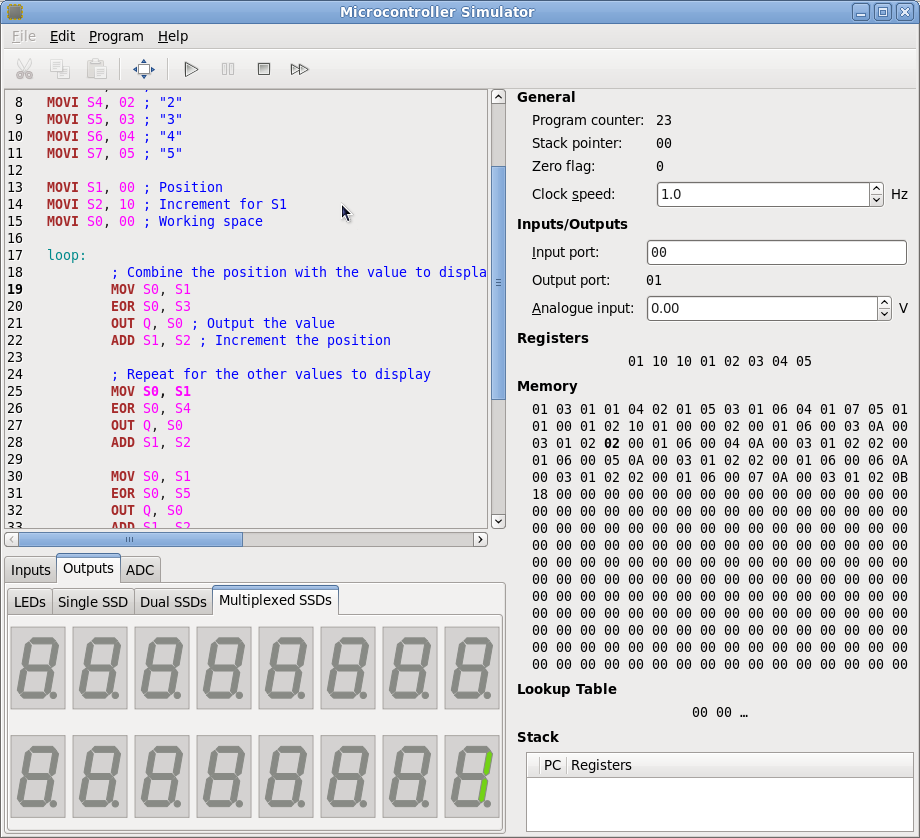 Microcontroller Simulator
File Edit Program Help
8 MOVI S4, 02 ; "2"
9 MOVI S5, 03 ; "3"
10 MOVI S6, 04 ; "4"
11 MOVI S7, 05 ; "5"
12
13 MOVI S1, 00 ; Position
14 MOVI S2, 10 ; Increment for S1
15 MOVI S0, 00 ; Working space
16
17 loop:
18 ; Combine the position with the value to displa
19 MOV S0, S1
20 EOR S0, S3
21 OUT Q, S0 ; Output the value
22 ADD S1, S2 ; Increment the position
23
24 ; Repeat for the other values to display
25 MOV S0, S1
26 EOR S0, S4
27 OUT Q, S0
28 ADD S1, S2
29
30 MOV S0, S1
31 EOR S0, S5
32 OUT Q, S0
33 ADD S1, S2
Inputs Outputs ADC
LEDs Single SSD Dual SSDs Multiplexed SSDs
General
Program counter: 23
Stack pointer: 00
Zero flag: 0
Clock speed: 1.0 Hz
Inputs/Outputs
Input port: 00
Output port: 01
Analogue input: 0.00 V
Registers
01 10 10 01 02 03 04 05
Memory
01 03 01 01 04 02 01 05 03 01 06 04 01 07 05 01
01 00 01 02 10 01 00 00 02 00 01 06 00 03 0A 00
03 01 02 02 00 01 06 00 04 0A 00 03 01 02 02 00
01 06 00 05 0A 00 03 01 02 02 00 01 06 00 06 0A
00 03 01 02 02 00 01 06 00 07 0A 00 03 01 02 0B
18 00 00 00 00 00 00 00 00 00 00 00 00 00 00 00
00 00 00 00 00 00 00 00 00 00 00 00 00 00 00 00
00 00 00 00 00 00 00 00 00 00 00 00 00 00 00 00
00 00 00 00 00 00 00 00 00 00 00 00 00 00 00 00
00 00 00 00 00 00 00 00 00 00 00 00 00 00 00 00
00 00 00 00 00 00 00 00 00 00 00 00 00 00 00 00
00 00 00 00 00 00 00 00 00 00 00 00 00 00 00 00
00 00 00 00 00 00 00 00 00 00 00 00 00 00 00 00
00 00 00 00 00 00 00 00 00 00 00 00 00 00 00 00
00 00 00 00 00 00 00 00 00 00 00 00 00 00 00 00
00 00 00 00 00 00 00 00 00 00 00 00 00 00 00 00
Lookup Table
00 00 …
Stack
PC Registers